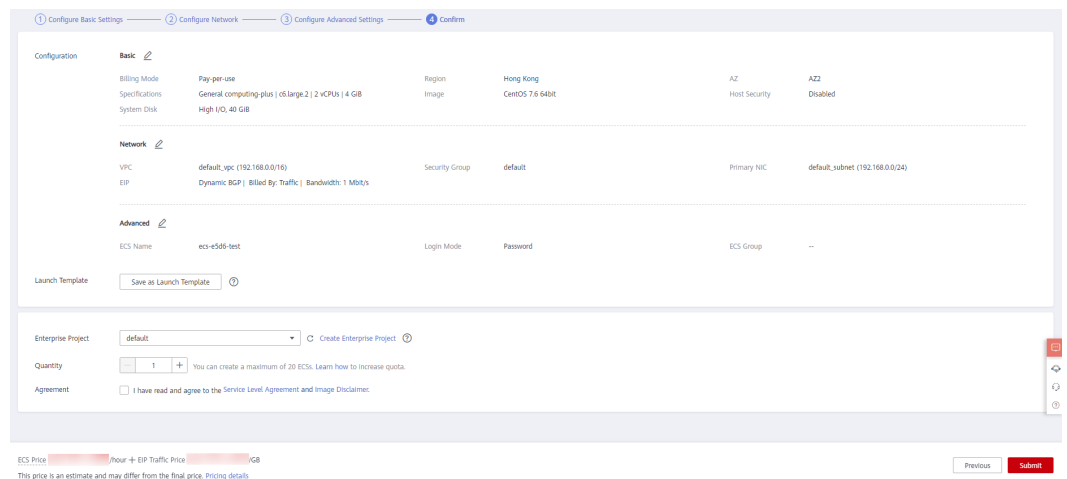 1 Configure Basic Settings 2 Configure Network 3 Configure Advanced Settings 4 Confirm
Configuration Basic
Billing Mode Pay-per-use Region Hong Kong AZ AZ2
Specifications General computing-plus | c6.large.2 | 2 vCPUs | 4 GiB Image CentOS 7.6 64bit Host Security Disabled
System Disk High I/O, 40 GiB
Network
VPC default_vpc (192.168.0.0/16) Security Group default Primary NIC default_subnet (192.168.0.0/24)
EIP Dynamic BGP | Billed By: Traffic | Bandwidth: 1 Mbit/s
Advanced
ECS Name ecs-e5d6-test Login Mode Password ECS Group --
Launch Template Save as Launch Template ?
Enterprise Project default Create Enterprise Project ?
Quantity 1 + You can create a maximum of 20 ECSs. Learn how to increase quota.
Agreement I have read and agree to the Service Level Agreement and Image Disclaimer.
ECS Price /hour + EIP Traffic Price /GB
This price is an estimate and may differ from the final price. Pricing details
Previous Submit